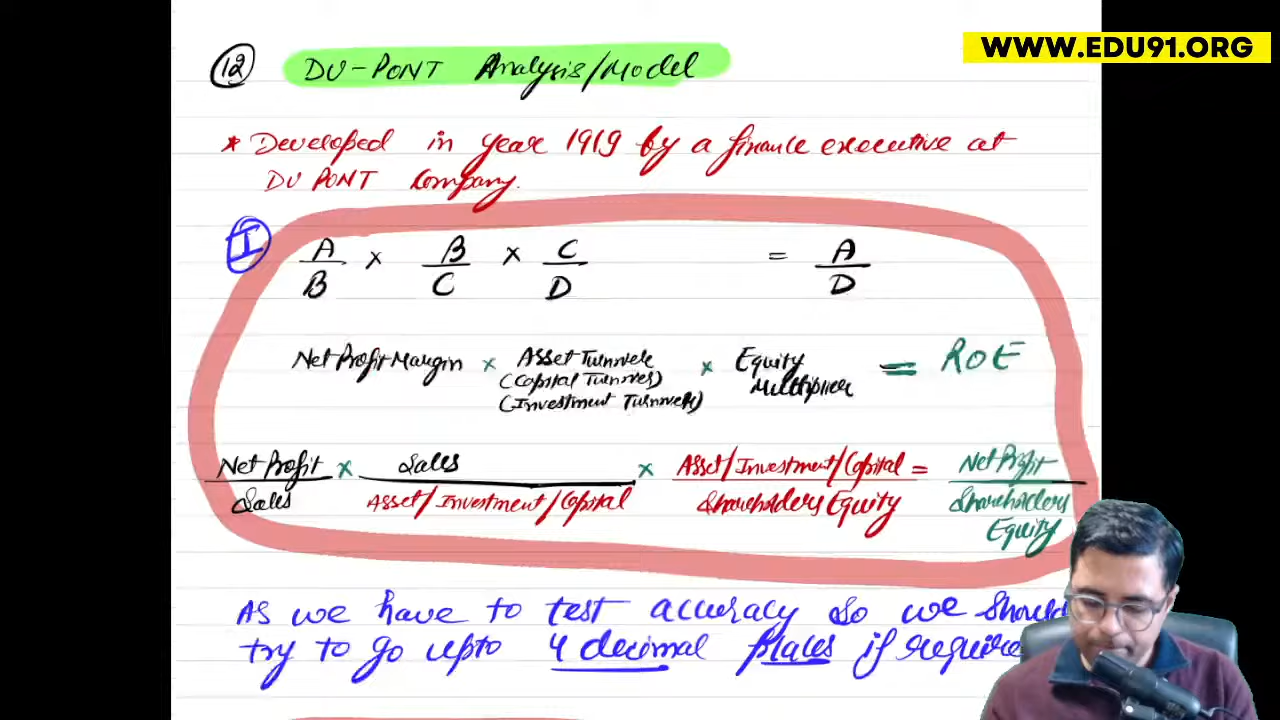 WWW.EDU91.ORG
12 DU-PONT Analysis/Model
* Developed in year 1919 by a finance executive at
DU PONT Company.
I
A/B × B/C × C/D = A/D
Net Profit Margin × Asset Turnover × Equity Multiplier = ROE
(Capital Turnover)
(Investment Turnover)
Net Profit/Sales × Sales/Asset/Investment/Capital × Asset/Investment/Capital/Shareholders Equity = Net Profit/Shareholders Equity
As we have to test accuracy so we should
try to go upto 4 decimal places if require